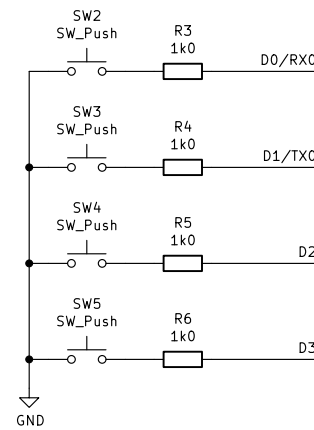 SW2
SW_Push
R3
1k0
D0/RX0
SW3
SW_Push
R4
1k0
D1/TX0
SW4
SW_Push
R5
1k0
D2
SW5
SW_Push
R6
1k0
D3
GND